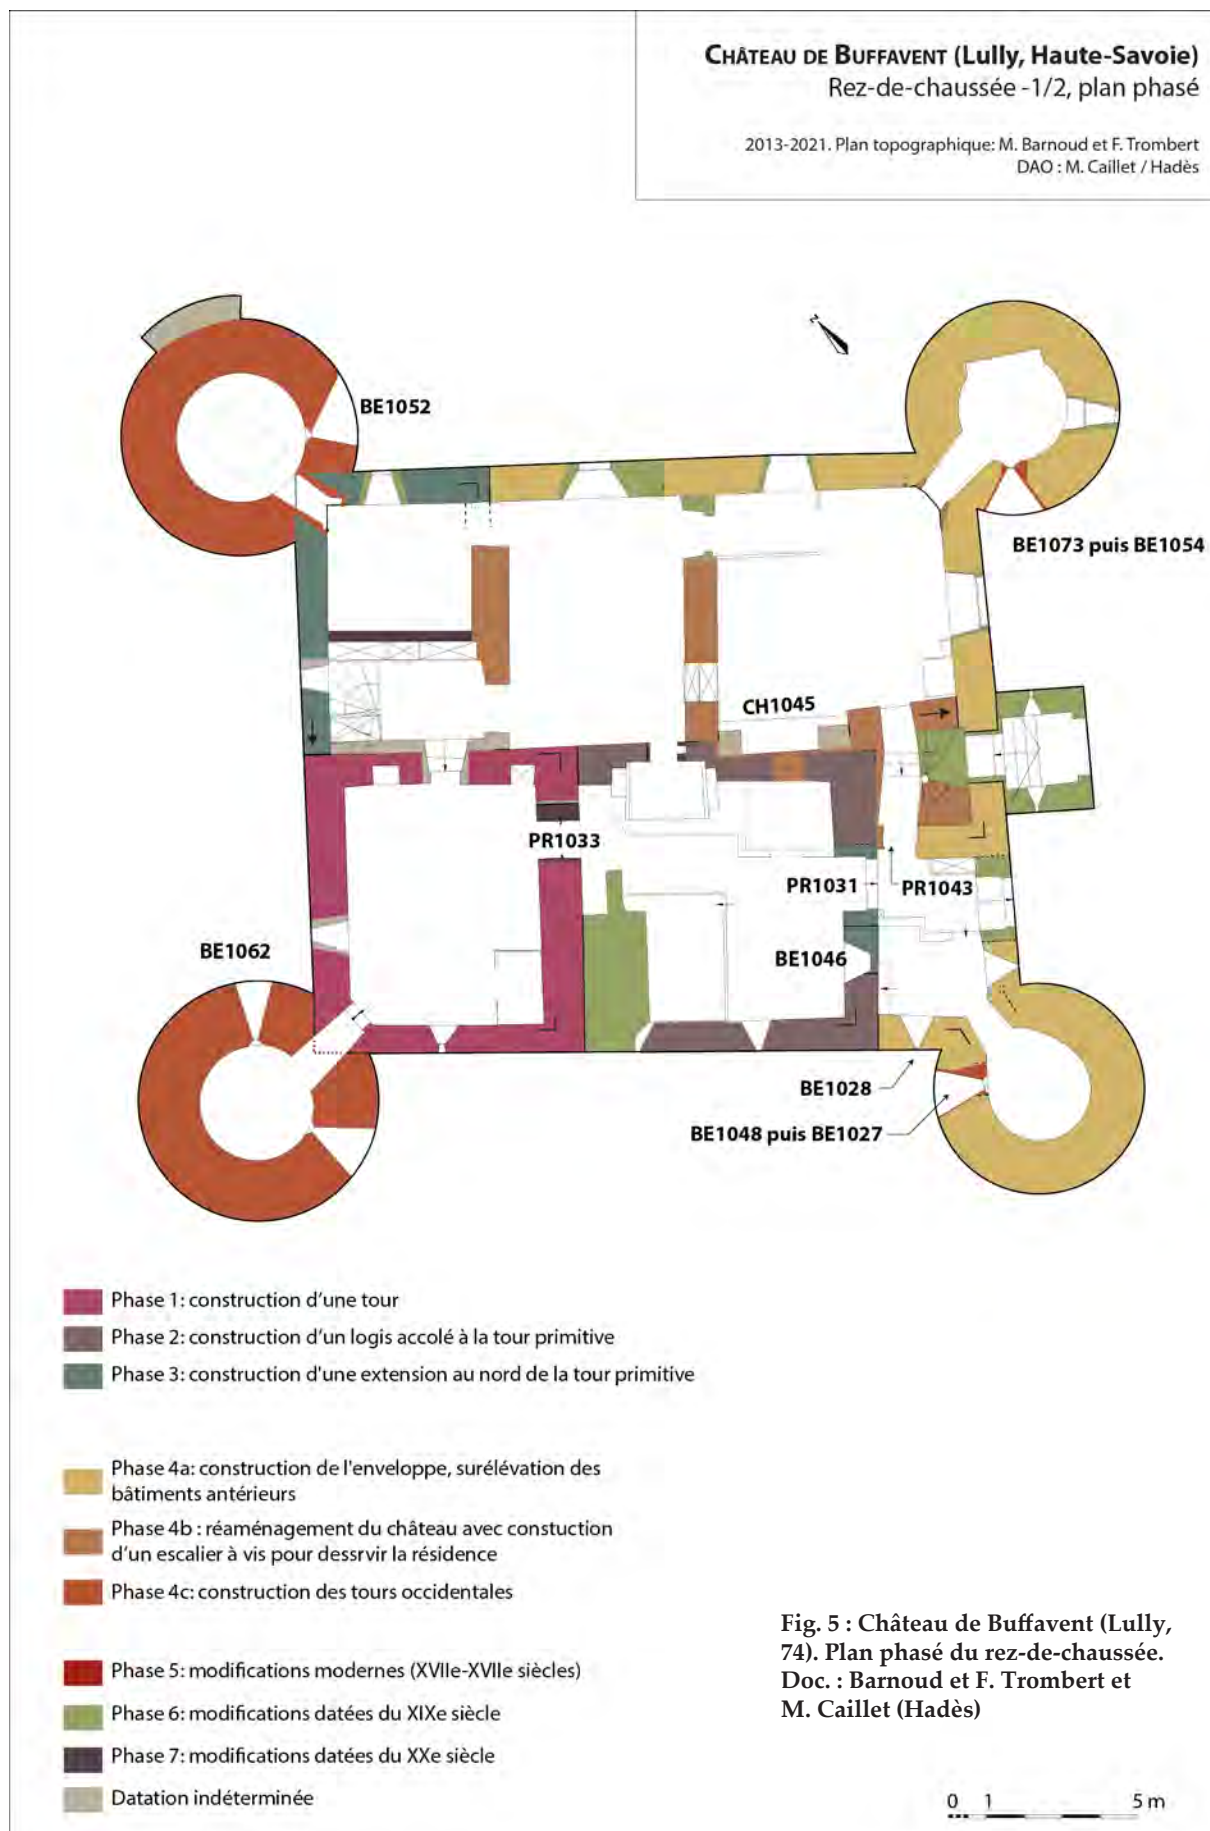 CHÂTEAU DE BUFFAVENT (Lully, Haute-Savoie)
Rez-de-chaussée -1/2, plan phasé
2013-2021. Plan topographique: M. Barnoud et F. Trombert
DAO : M. Caillet / Hadès
N
BE1052
BE1073 puis BE1054
CH1045
PR1033
PR1031
PR1043
BE1062
BE1046
BE1028
BE1048 puis BE1027
Phase 1: construction d'une tour
Phase 2: construction d'un logis accolé à la tour primitive
Phase 3: construction d'une extension au nord de la tour primitive
Phase 4a: construction de l'enveloppe, surélévation des
bâtiments antérieurs
Phase 4b : réaménagement du château avec constuction
d'un escalier à vis pour dessrvir la résidence
Phase 4c: construction des tours occidentales
Phase 5: modifications modernes (XVIIe-XVIIe siècles)
Phase 6: modifications datées du XIXe siècle
Phase 7: modifications datées du XXe siècle
Datation indéterminée
Fig. 5 : Château de Buffavent (Lully,
74). Plan phasé du rez-de-chaussée.
Doc. : Barnoud et F. Trombert et
M. Caillet (Hadès)
0 1 5 m